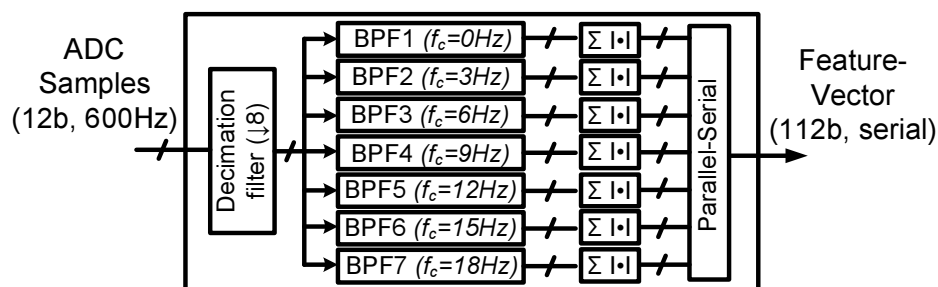 ADC
Samples
(12b, 600Hz)
Decimation
filter (↓8)
BPF1 (fc=0Hz)
Σ |•|
BPF2 (fc=3Hz)
Σ |•|
BPF3 (fc=6Hz)
Σ |•|
BPF4 (fc=9Hz)
Σ |•|
BPF5 (fc=12Hz)
Σ |•|
BPF6 (fc=15Hz)
Σ |•|
BPF7 (fc=18Hz)
Σ |•|
Parallel-Serial
Feature-
Vector
(112b, serial)